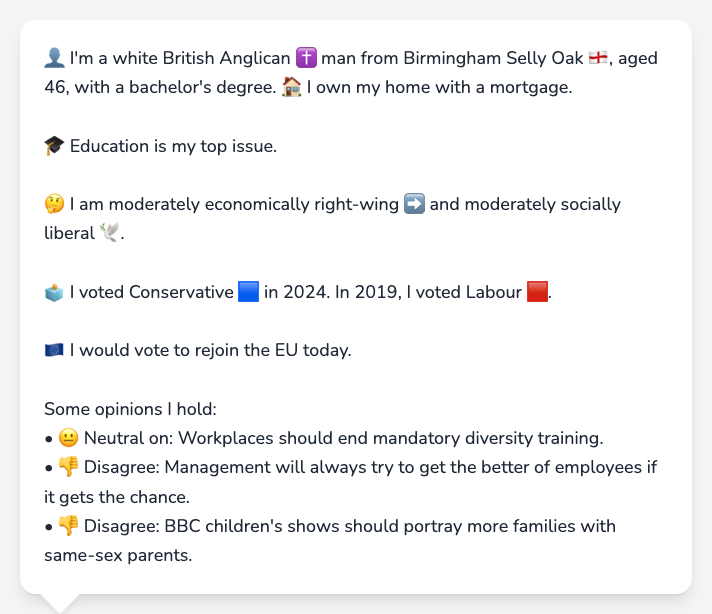 👤 I'm a white British Anglican ✝️ man from Birmingham Selly Oak 🏴󠁧󠁢󠁥󠁮󠁧󠁿, aged
46, with a bachelor's degree. 🏠 I own my home with a mortgage.
🎓 Education is my top issue.
🤔 I am moderately economically right-wing ➡️ and moderately socially
liberal 🕊️.
🗳️ I voted Conservative 🟦 in 2024. In 2019, I voted Labour 🟥.
🇪🇺 I would vote to rejoin the EU today.
Some opinions I hold:
• 😐 Neutral on: Workplaces should end mandatory diversity training.
• 👎 Disagree: Management will always try to get the better of employees if
it gets the chance.
• 👎 Disagree: BBC children's shows should portray more families with
same-sex parents.